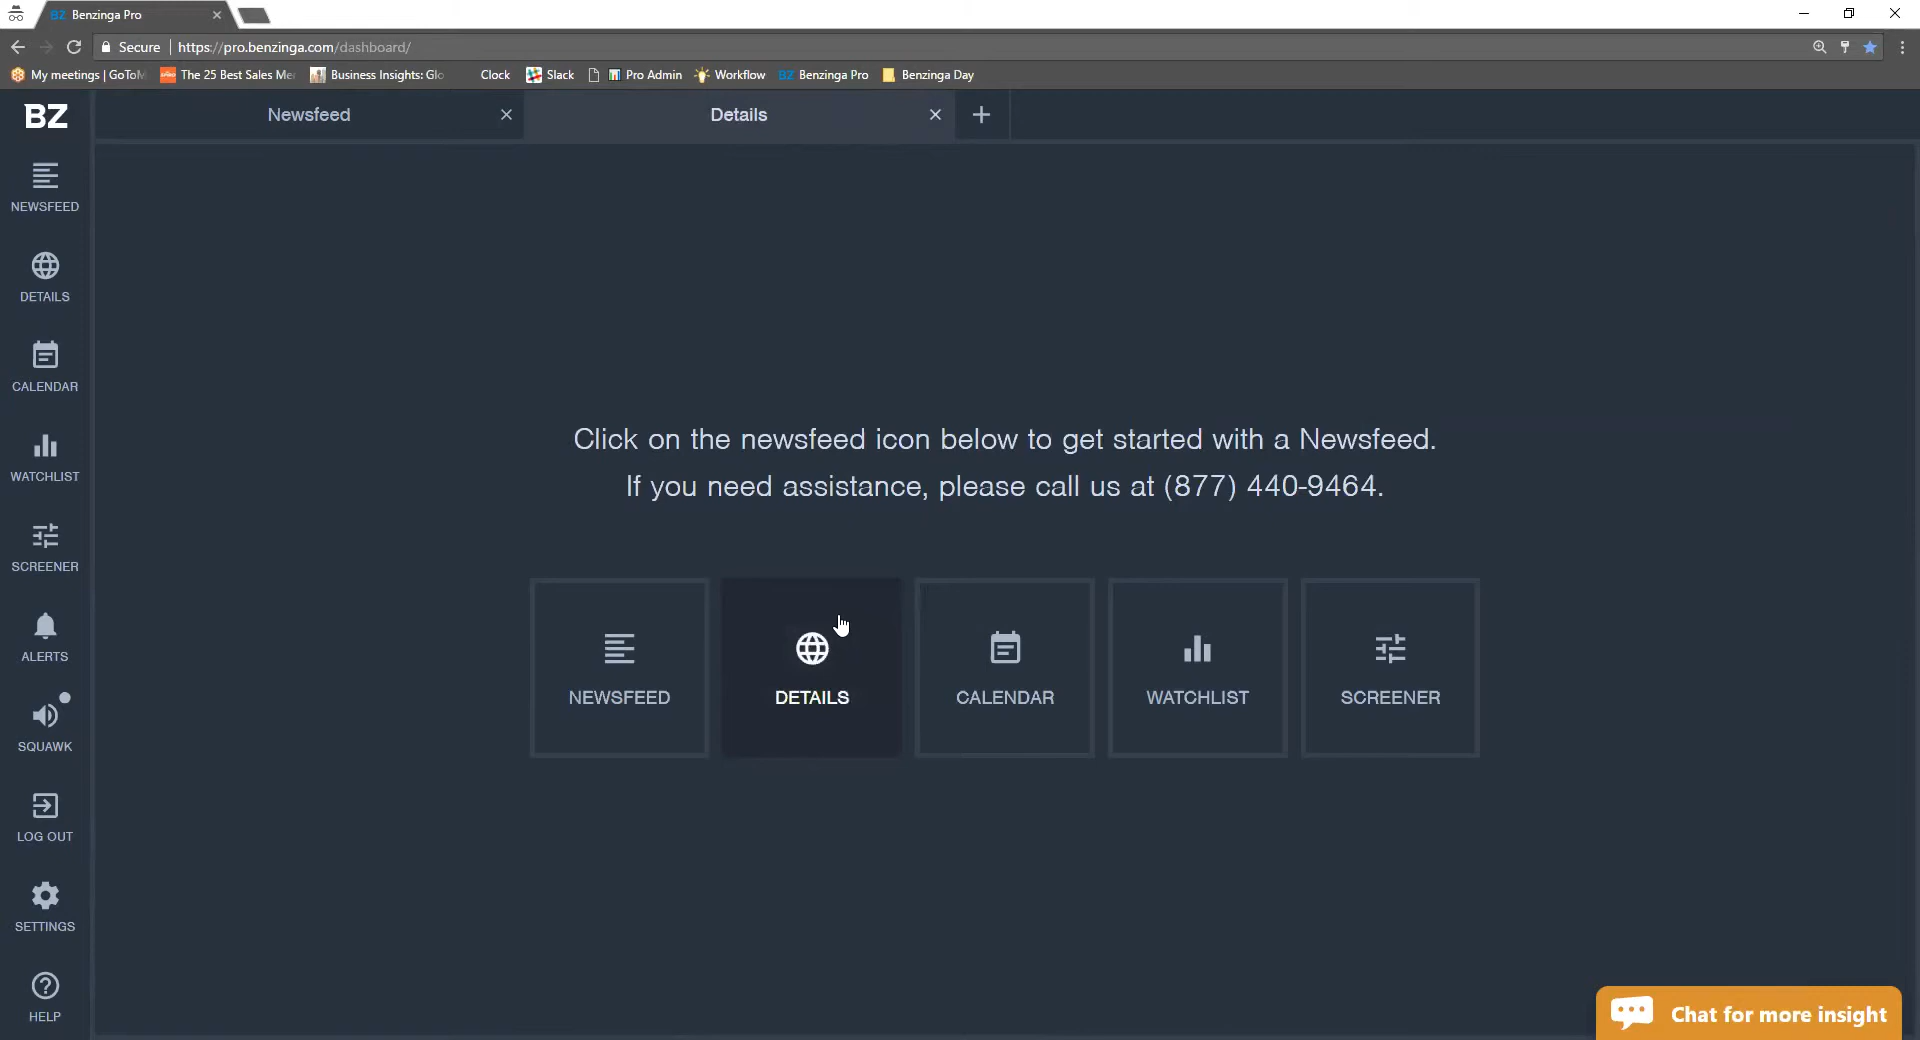 BZ Benzinga Pro
Secure | https://pro.benzinga.com/dashboard/
My meetings | GoToM The 25 Best Sales Me Business Insights: Glo Clock Slack Pro Admin Workflow BZ Benzinga Pro Benzinga Day
BZ
Newsfeed
Details
NEWSFEED
DETAILS
CALENDAR
WATCHLIST
SCREENER
ALERTS
SQUAWK
LOG OUT
SETTINGS
HELP
Click on the newsfeed icon below to get started with a Newsfeed.
If you need assistance, please call us at (877) 440-9464.
NEWSFEED
DETAILS
CALENDAR
WATCHLIST
SCREENER
Chat for more insight